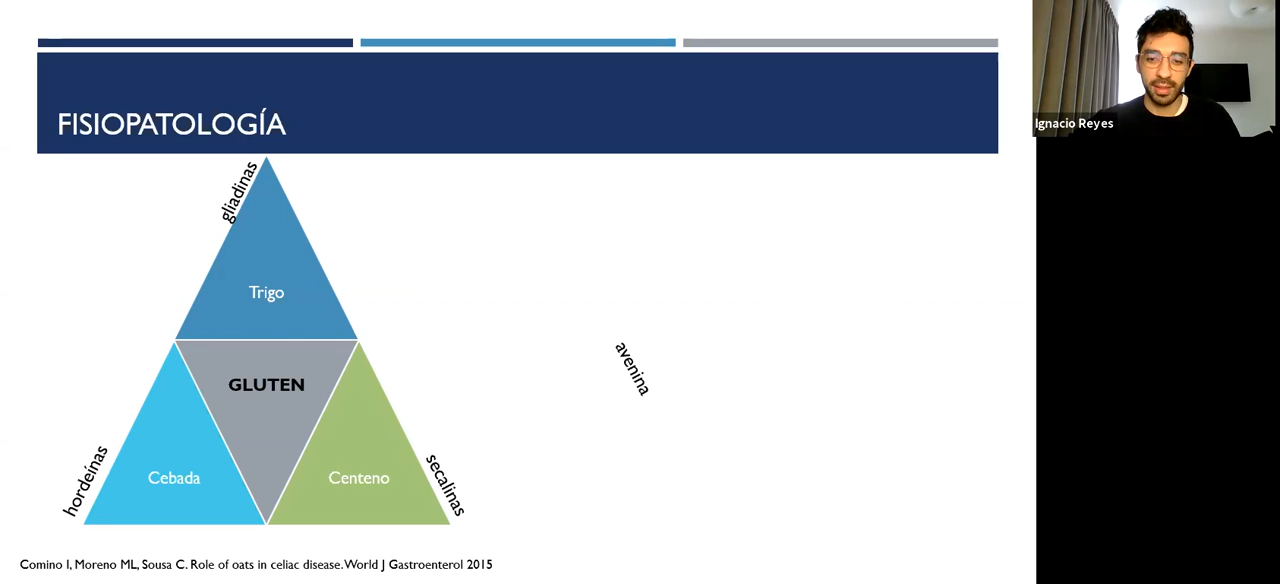 FISIOPATOLOGÍA
Ignacio Reyes
gliadinas
Trigo
avenina
GLUTEN
hordeínas
Cebada
Centeno
secalinas
Comino I, Moreno ML, Sousa C. Role of oats in celiac disease. World J Gastroenterol 2015